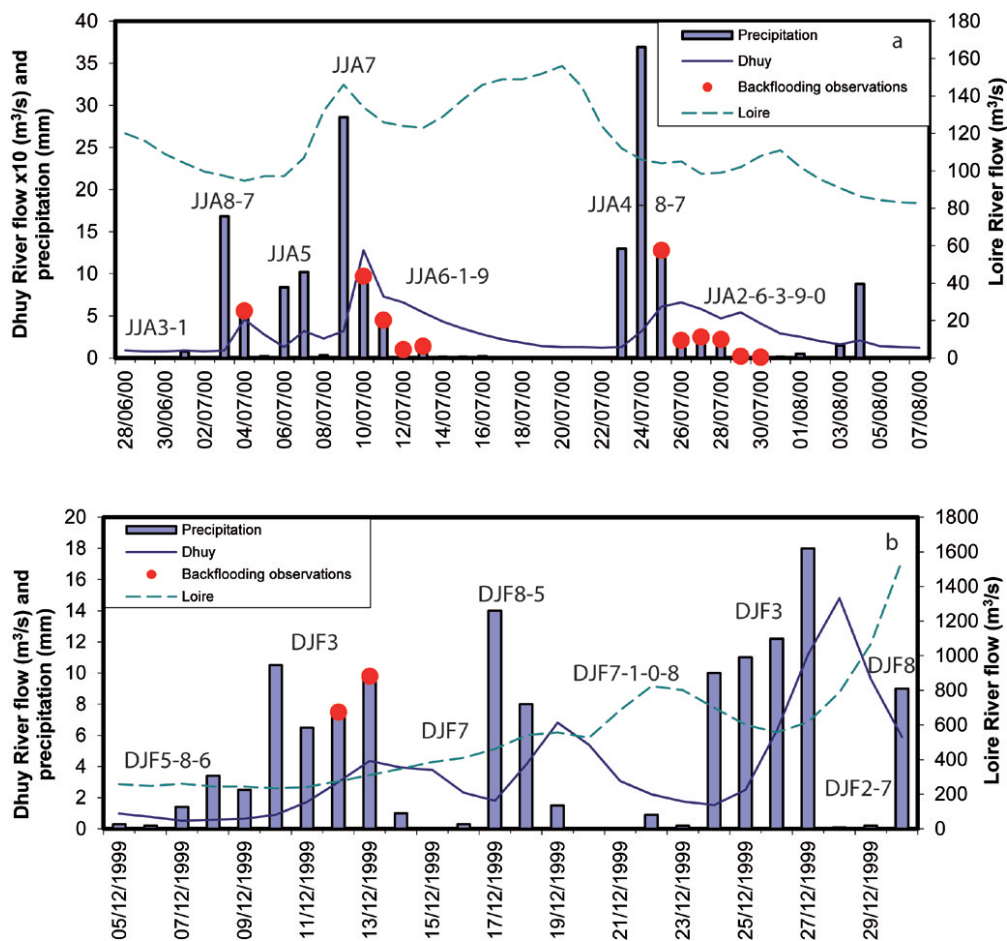 40
35
30
25
20
15
10
5
0
Dhuy River flow x10 (m³/s) and
precipitation (mm)
180
160
140
120
100
80
60
40
20
0
Loire River flow (m³/s)
a
Precipitation
Dhuy
Backflooding observations
Loire
JJA3-1
JJA8-7
JJA5
JJA7
JJA6-1-9
JJA4 8-7
JJA2-6-3-9-0
28/06/00
30/06/00
02/07/00
04/07/00
06/07/00
08/07/00
10/07/00
12/07/00
14/07/00
16/07/00
18/07/00
20/07/00
22/07/00
24/07/00
26/07/00
28/07/00
30/07/00
01/08/00
03/08/00
05/08/00
07/08/00
20
18
16
14
12
10
8
6
4
2
0
Dhuy River flow (m³/s) and
precipitation (mm)
1800
1600
1400
1200
1000
800
600
400
200
0
Loire River flow (m³/s)
b
Precipitation
Dhuy
Backflooding observations
Loire
DJF5-8-6
DJF3
DJF7
DJF8-5
DJF7-1-0-8
DJF3
DJF2-7
DJF8
05/12/1999
07/12/1999
09/12/1999
11/12/1999
13/12/1999
15/12/1999
17/12/1999
19/12/1999
21/12/1999
23/12/1999
25/12/1999
27/12/1999
29/12/1999